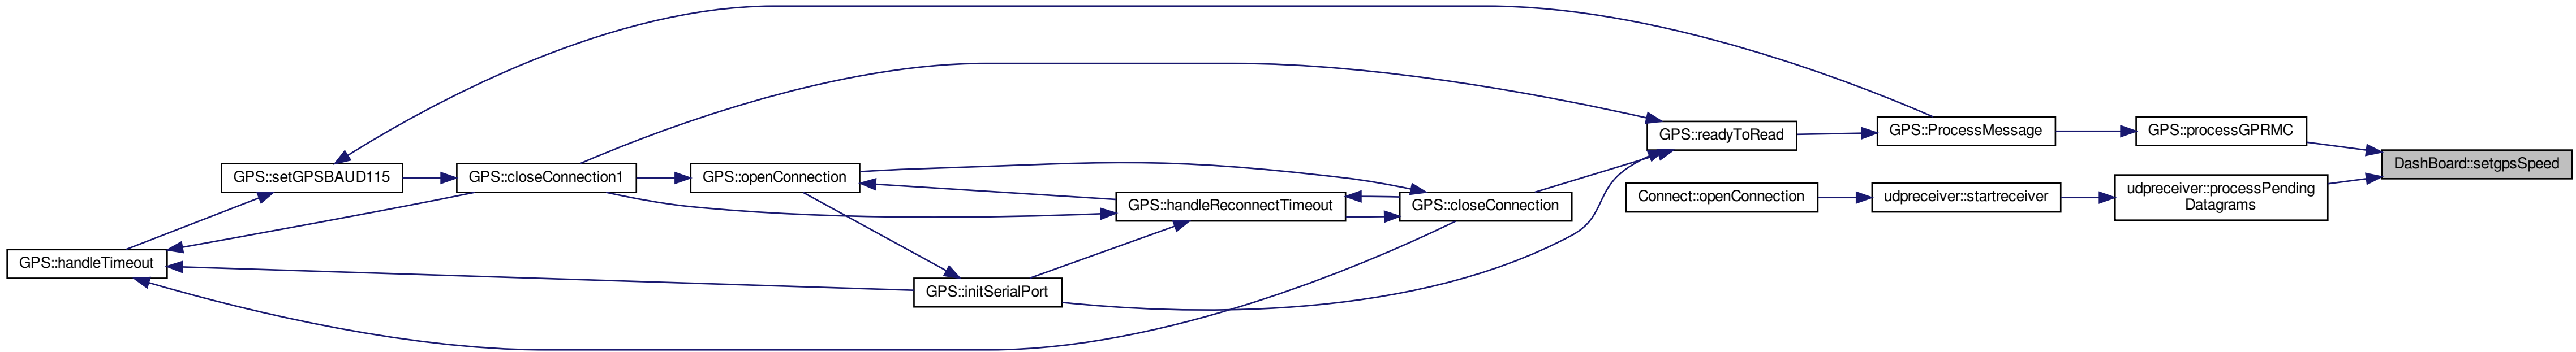 GPS::handleTimeout
GPS::setGPSBAUD115
GPS::closeConnection1
GPS::openConnection
GPS::initSerialPort
GPS::handleReconnectTimeout
GPS::closeConnection
GPS::readyToRead
Connect::openConnection
GPS::ProcessMessage
udpreceiver::startreceiver
GPS::processGPRMC
udpreceiver::processPending
Datagrams
DashBoard::setgpsSpeed